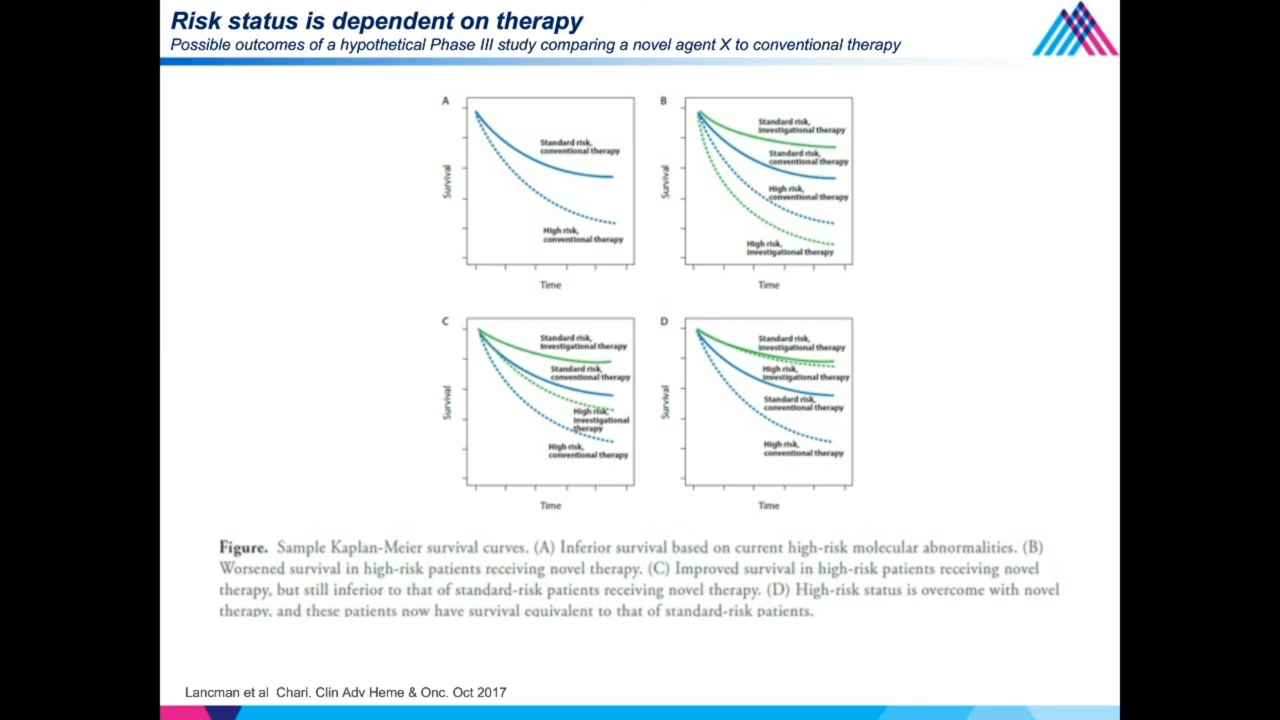 Risk status is dependent on therapy
Possible outcomes of a hypothetical Phase III study comparing a novel agent X to conventional therapy
A
Survival
Standard risk,
conventional therapy
High risk,
conventional therapy
Time
B
Survival
Standard risk,
Investigational therapy
Standard risk,
conventional therapy
High risk,
conventional therapy
High risk,
Investigational therapy
Time
C
Survival
Standard risk,
Investigational therapy
Standard risk,
conventional therapy
High risk,
Investigational
therapy
High risk,
conventional therapy
Time
D
Survival
Standard risk,
Investigational therapy
High risk,
Investigational therapy
Standard risk,
conventional therapy
High risk,
conventional therapy
Time
Figure. Sample Kaplan-Meier survival curves. (A) Inferior survival based on current high-risk molecular abnormalities. (B)
Worsened survival in high-risk patients receiving novel therapy. (C) Improved survival in high-risk patients receiving novel
therapy, but still inferior to that of standard-risk patients receiving novel therapy. (D) High-risk status is overcome with novel
therapy, and these patients now have survival equivalent to that of standard-risk patients.
Lancman et al Chari. Clin Adv Heme & Onc. Oct 2017